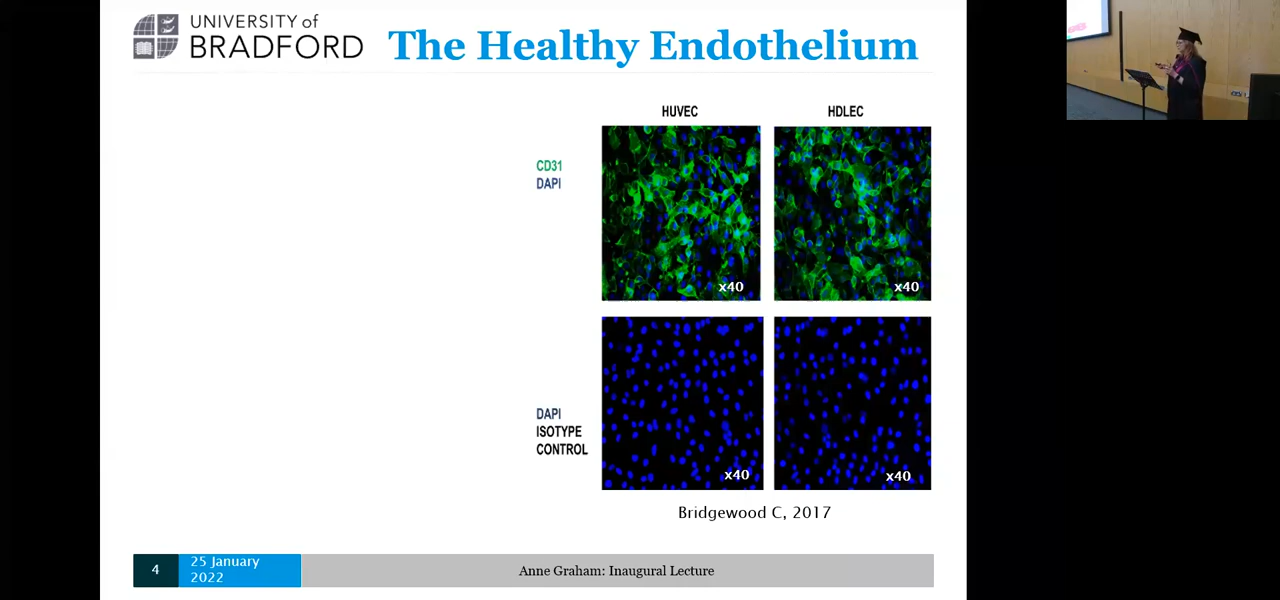 UNIVERSITY of
BRADFORD
The Healthy Endothelium
HUVEC
HDLEC
CD31
DAPI
x40
x40
DAPI
ISOTYPE
CONTROL
x40
x40
Bridgewood C, 2017
4
25 January
2022
Anne Graham: Inaugural Lecture